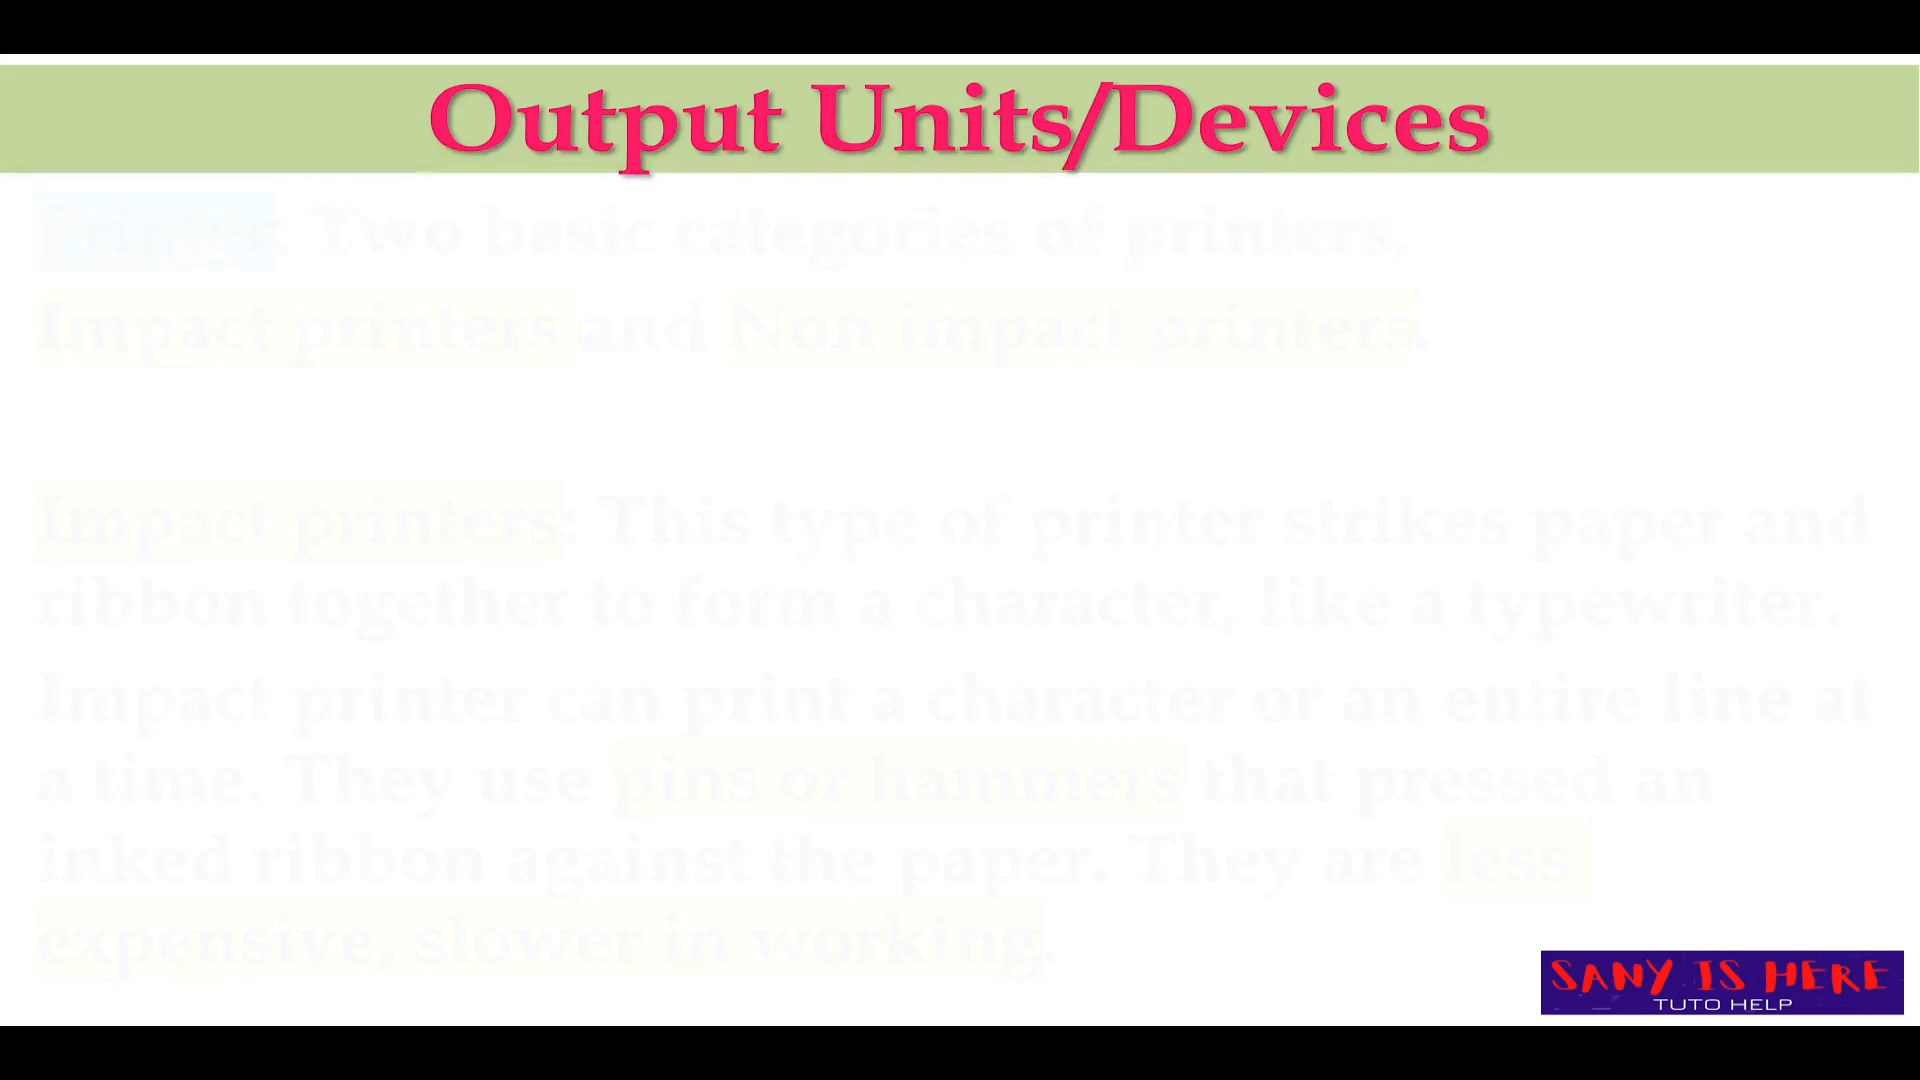 Output Units/Devices
Printer: Two basic categories of printers,
Impact printers and Non impact printers.
Impact printers: This type of printer strikes paper and
ribbon together to form a character, like a typewriter.
Impact printer can print a character or an entire line at
a time. They use pins or hammers that pressed an
inked ribbon against the paper. They are less
expensive, slower in working.
SANY IS HERE
TUTO HELP